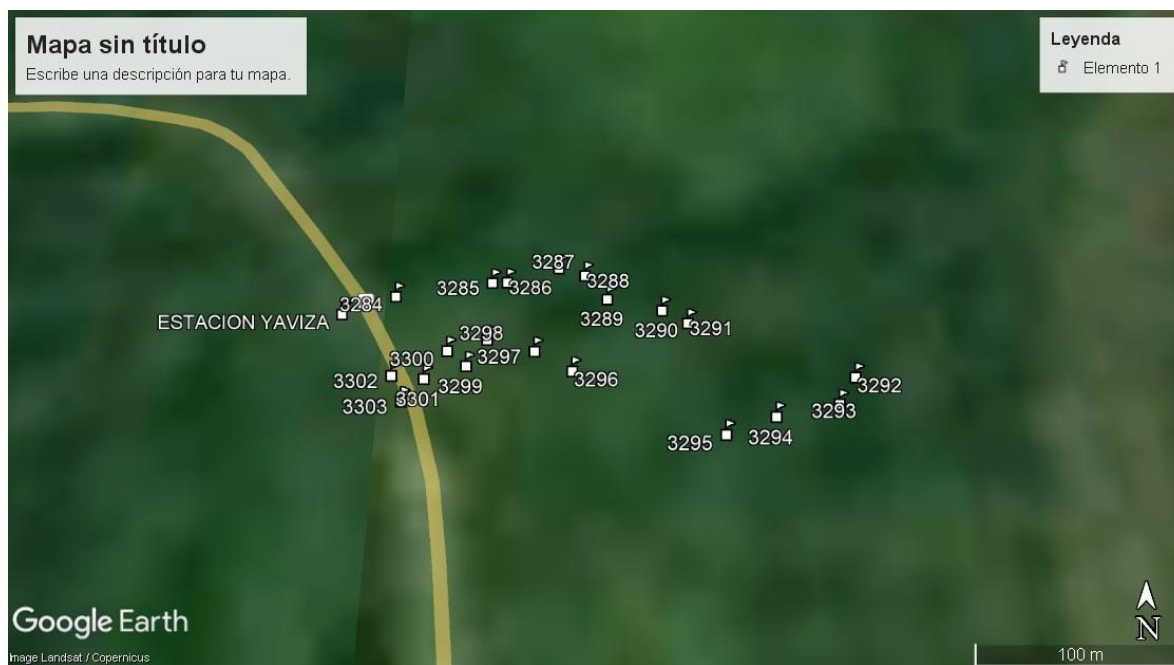 Mapa sin título
Escribe una descripción para tu mapa.
Leyenda
Elemento 1
3287
3288
3285
3286
3284
3289
ESTACION YAVIZA
3290
3291
3298
3300
3297
3302
3299
3296
3292
3301
3303
3293
3295
3294
Google Earth
Image Landsat / Copernicus
N
100 m